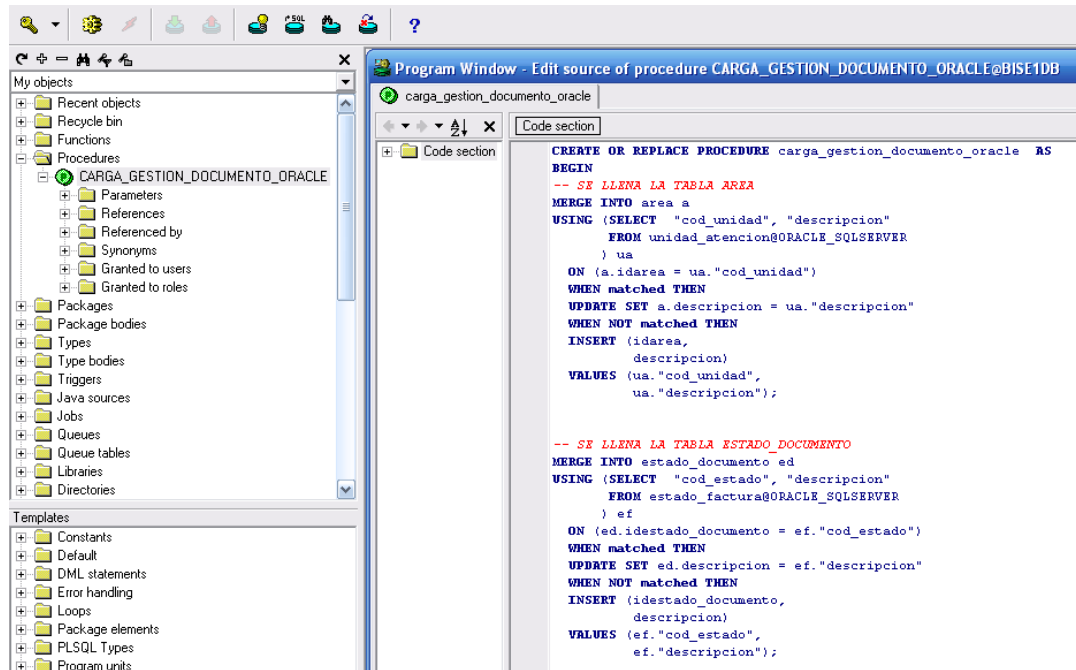 SQL
?
My objects
Recent objects
Recycle bin
Functions
Procedures
CARGA_GESTION_DOCUMENTO_ORACLE
Parameters
References
Referenced by
Synonyms
Granted to users
Granted to roles
Packages
Package bodies
Types
Type bodies
Triggers
Java sources
Jobs
Queues
Queue tables
Libraries
Directories
Templates
Constants
Default
DML statements
Error handling
Loops
Package elements
PLSQL Types
Program units
Program Window - Edit source of procedure CARGA_GESTION_DOCUMENTO_ORACLE@BISE1DB
carga_gestion_documento_oracle
Code section
Code section
CREATE OR REPLACE PROCEDURE carga_gestion_documento_oracle AS
BEGIN
-- SE LLENA LA TABLA AREA
MERGE INTO area a
USING (SELECT "cod_unidad", "descripcion"
FROM unidad_atencion@ORACLE_SQLSERVER
) ua
ON (a.idarea = ua."cod_unidad")
WHEN matched THEN
UPDATE SET a.descripcion = ua."descripcion"
WHEN NOT matched THEN
INSERT (idarea,
descripcion)
VALUES (ua."cod_unidad",
ua."descripcion");
-- SE LLENA LA TABLA ESTADO_DOCUMENTO
MERGE INTO estado_documento ed
USING (SELECT "cod_estado", "descripcion"
FROM estado_factura@ORACLE_SQLSERVER
) ef
ON (ed.idestado_documento = ef."cod_estado")
WHEN matched THEN
UPDATE SET ed.descripcion = ef."descripcion"
WHEN NOT matched THEN
INSERT (idestado_documento,
descripcion)
VALUES (ef."cod_estado",
ef."descripcion");